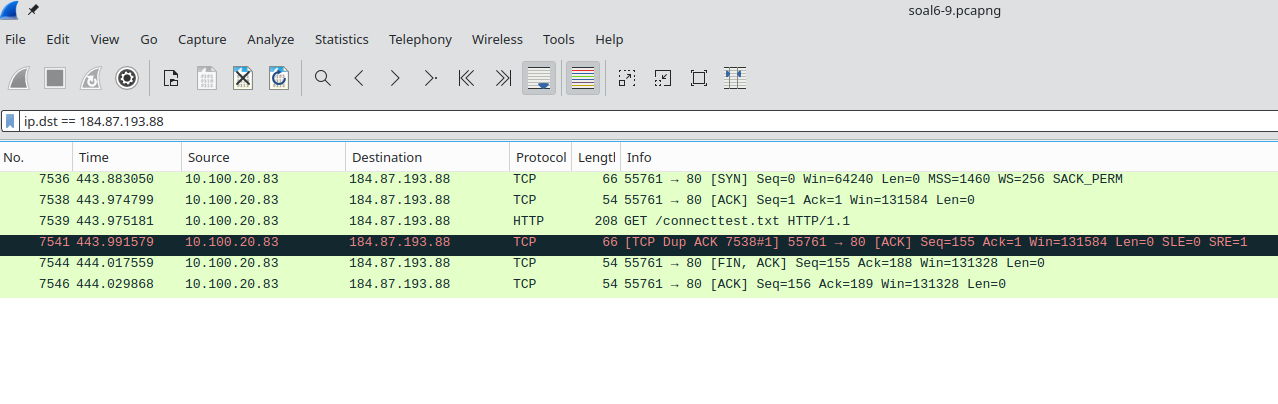 soal6-9.pcapng
File Edit View Go Capture Analyze Statistics Telephony Wireless Tools Help
ip.dst == 184.87.193.88
No. Time Source Destination Protocol Lengtl Info
7536 443.883050 10.100.20.83 184.87.193.88 TCP 66 55761 → 80 [SYN] Seq=0 Win=64240 Len=0 MSS=1460 WS=256 SACK_PERM
7538 443.974799 10.100.20.83 184.87.193.88 TCP 54 55761 → 80 [ACK] Seq=1 Ack=1 Win=131584 Len=0
7539 443.975181 10.100.20.83 184.87.193.88 HTTP 208 GET /connecttest.txt HTTP/1.1
7541 443.991579 10.100.20.83 184.87.193.88 TCP 66 [TCP Dup ACK 7538#1] 55761 → 80 [ACK] Seq=155 Ack=1 Win=131584 Len=0 SLE=0 SRE=1
7544 444.017559 10.100.20.83 184.87.193.88 TCP 54 55761 → 80 [FIN, ACK] Seq=155 Ack=188 Win=131328 Len=0
7546 444.029868 10.100.20.83 184.87.193.88 TCP 54 55761 → 80 [ACK] Seq=156 Ack=189 Win=131328 Len=0